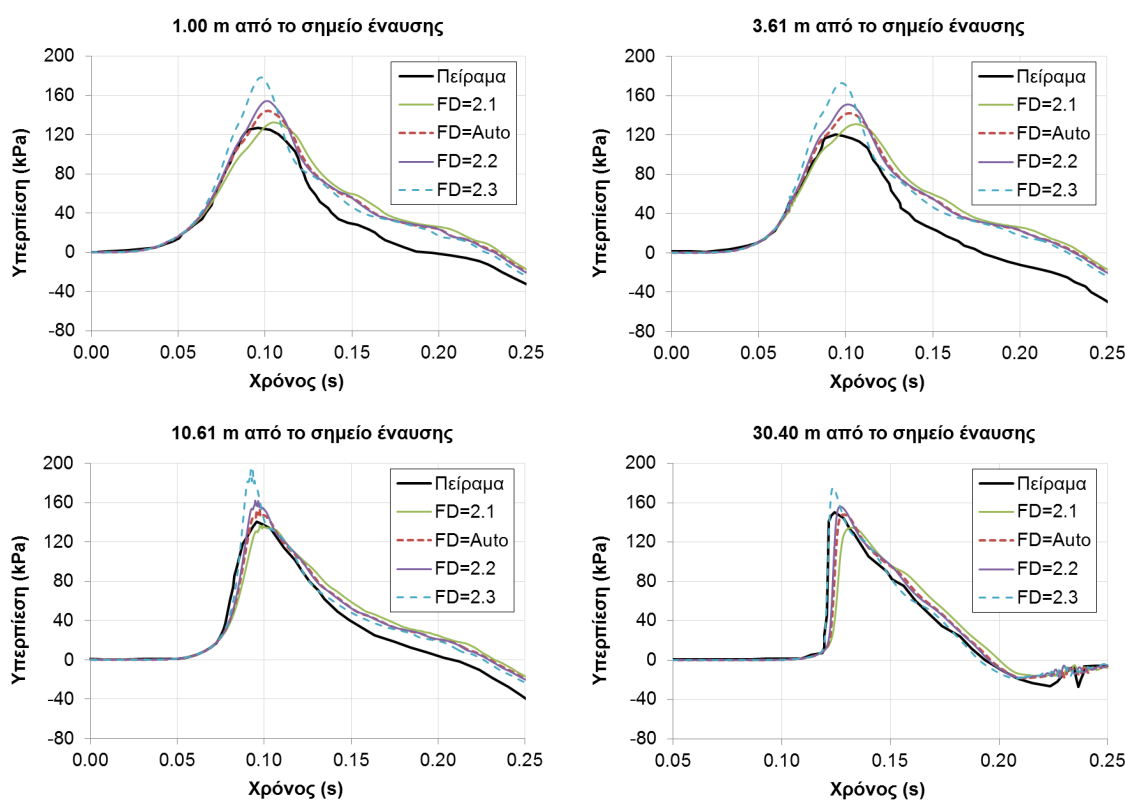 1.00 m από το σημείο έναυσης
200
160
120
80
40
0
-40
-80
Υπερπίεση (kPa)
0.00 0.05 0.10 0.15 0.20 0.25
Χρόνος (s)
Πείραμα
FD=2.1
FD=Auto
FD=2.2
FD=2.3
3.61 m από το σημείο έναυσης
200
160
120
80
40
0
-40
-80
Υπερπίεση (kPa)
0.00 0.05 0.10 0.15 0.20 0.25
Χρόνος (s)
Πείραμα
FD=2.1
FD=Auto
FD=2.2
FD=2.3
10.61 m από το σημείο έναυσης
200
160
120
80
40
0
-40
-80
Υπερπίεση (kPa)
0.00 0.05 0.10 0.15 0.20 0.25
Χρόνος (s)
Πείραμα
FD=2.1
FD=Auto
FD=2.2
FD=2.3
30.40 m από το σημείο έναυσης
200
160
120
80
40
0
-40
-80
Υπερπίεση (kPa)
0.05 0.10 0.15 0.20 0.25
Χρόνος (s)
Πείραμα
FD=2.1
FD=Auto
FD=2.2
FD=2.3